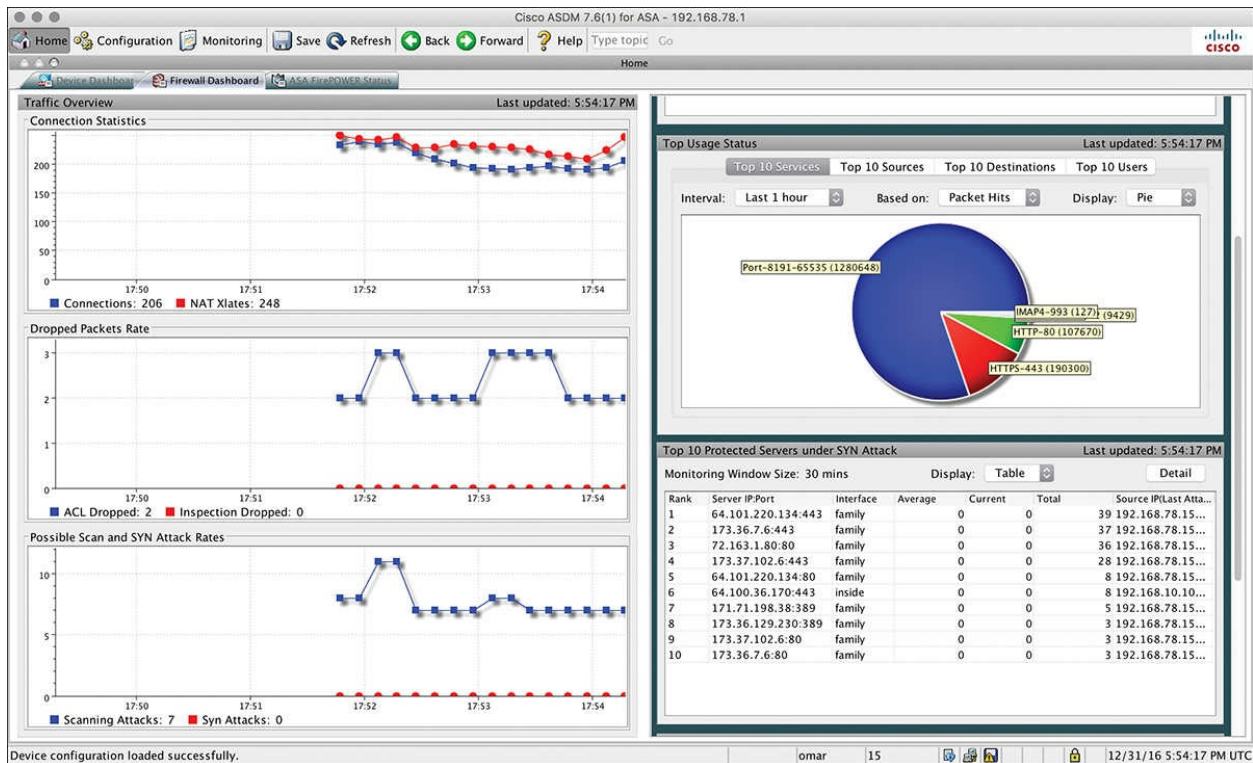 Cisco ASDM 7.6(1) for ASA - 192.168.78.1
Home Configuration Monitoring Save Refresh Back Forward Help Type topic Go
CISCO
Home
Device Dashboar Firewall Dashboard ASA FirePOWER Status
Traffic Overview Last updated: 5:54:17 PM
Connection Statistics
200
150
100
50
0
17:50 17:51 17:52 17:53 17:54
Connections: 206 NAT Xlates: 248
Dropped Packets Rate
3
2
1
0
17:50 17:51 17:52 17:53 17:54
ACL Dropped: 2 Inspection Dropped: 0
Possible Scan and SYN Attack Rates
10
5
0
17:50 17:51 17:52 17:53 17:54
Scanning Attacks: 7 Syn Attacks: 0
Top Usage Status Last updated: 5:54:17 PM
Top 10 Services Top 10 Sources Top 10 Destinations Top 10 Users
Interval: Last 1 hour Based on: Packet Hits Display: Pie
Port-8191-65535 (1280648)
IMAP4-993 (127) (9429)
HTTP-80 (107670)
HTTPS-443 (190300)
Top 10 Protected Servers under SYN Attack Last updated: 5:54:17 PM
Monitoring Window Size: 30 mins Display: Table Detail
Rank Server IP:Port Interface Average Current Total Source IP(Last Atta...
1 64.101.220.134:443 family 0 0 39 192.168.78.15...
2 173.36.7.6:443 family 0 0 37 192.168.78.15...
3 72.163.1.80:80 family 0 0 36 192.168.78.15...
4 173.37.102.6:443 family 0 0 28 192.168.78.15...
5 64.101.220.134:80 family 0 0 8 192.168.78.15...
6 64.100.36.170:443 inside 0 0 8 192.168.10.10...
7 171.71.198.38:389 family 0 0 5 192.168.78.15...
8 173.36.129.230:389 family 0 0 3 192.168.78.15...
9 173.37.102.6:80 family 0 0 3 192.168.78.15...
10 173.36.7.6:80 family 0 0 3 192.168.78.15...
Device configuration loaded successfully. omar 15 12/31/16 5:54:17 PM UTC